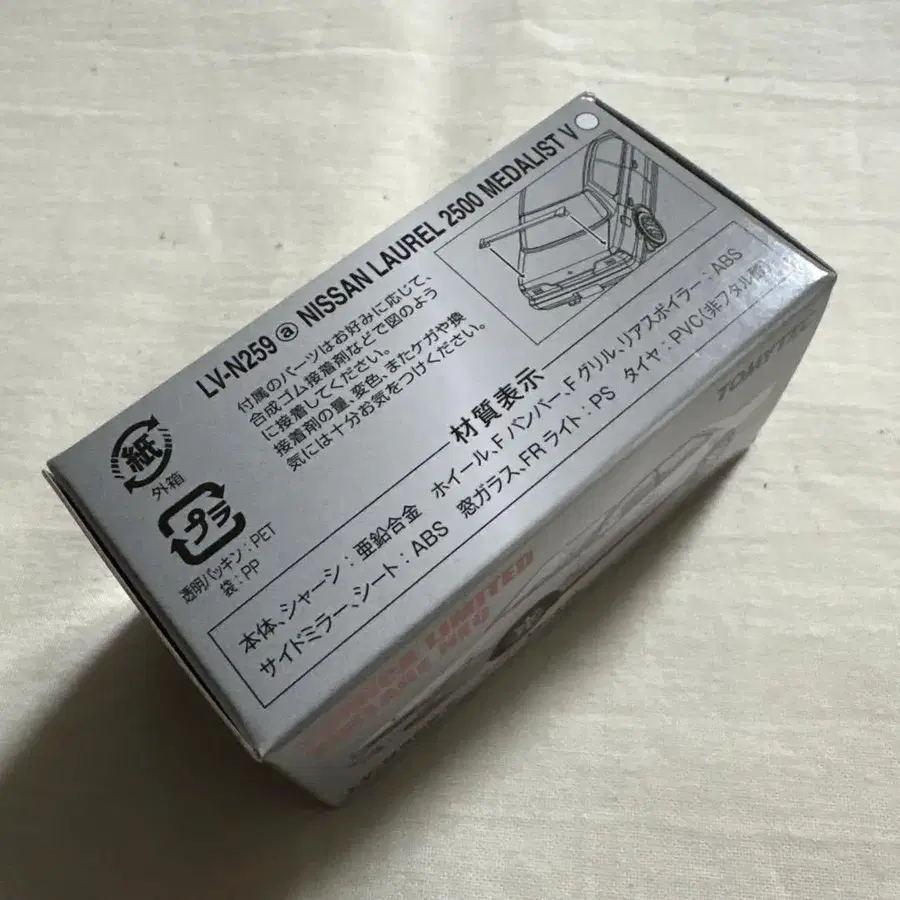 LV-N259 ⓐ NISSAN LAUREL 2500 MEDALIST V
付属のパーツはお好みに応じて、
合成ゴム接着剤などで図のよう
に接着してください。
接着剤の量、変色、またケガや換
気には十分お気をつけください。
紙
外箱
プラ
透明パッキン:PET
袋:PP
材質表示
本体、シャーシ:亜鉛合金 ホイール、Fバンパー、Fグリル、リアスポイラー:ABS
サイドミラー、シート:ABS 窓ガラス、FRライト:PS タイヤ:PVC(非フタル酸)
TOMYTEC
LIMITED